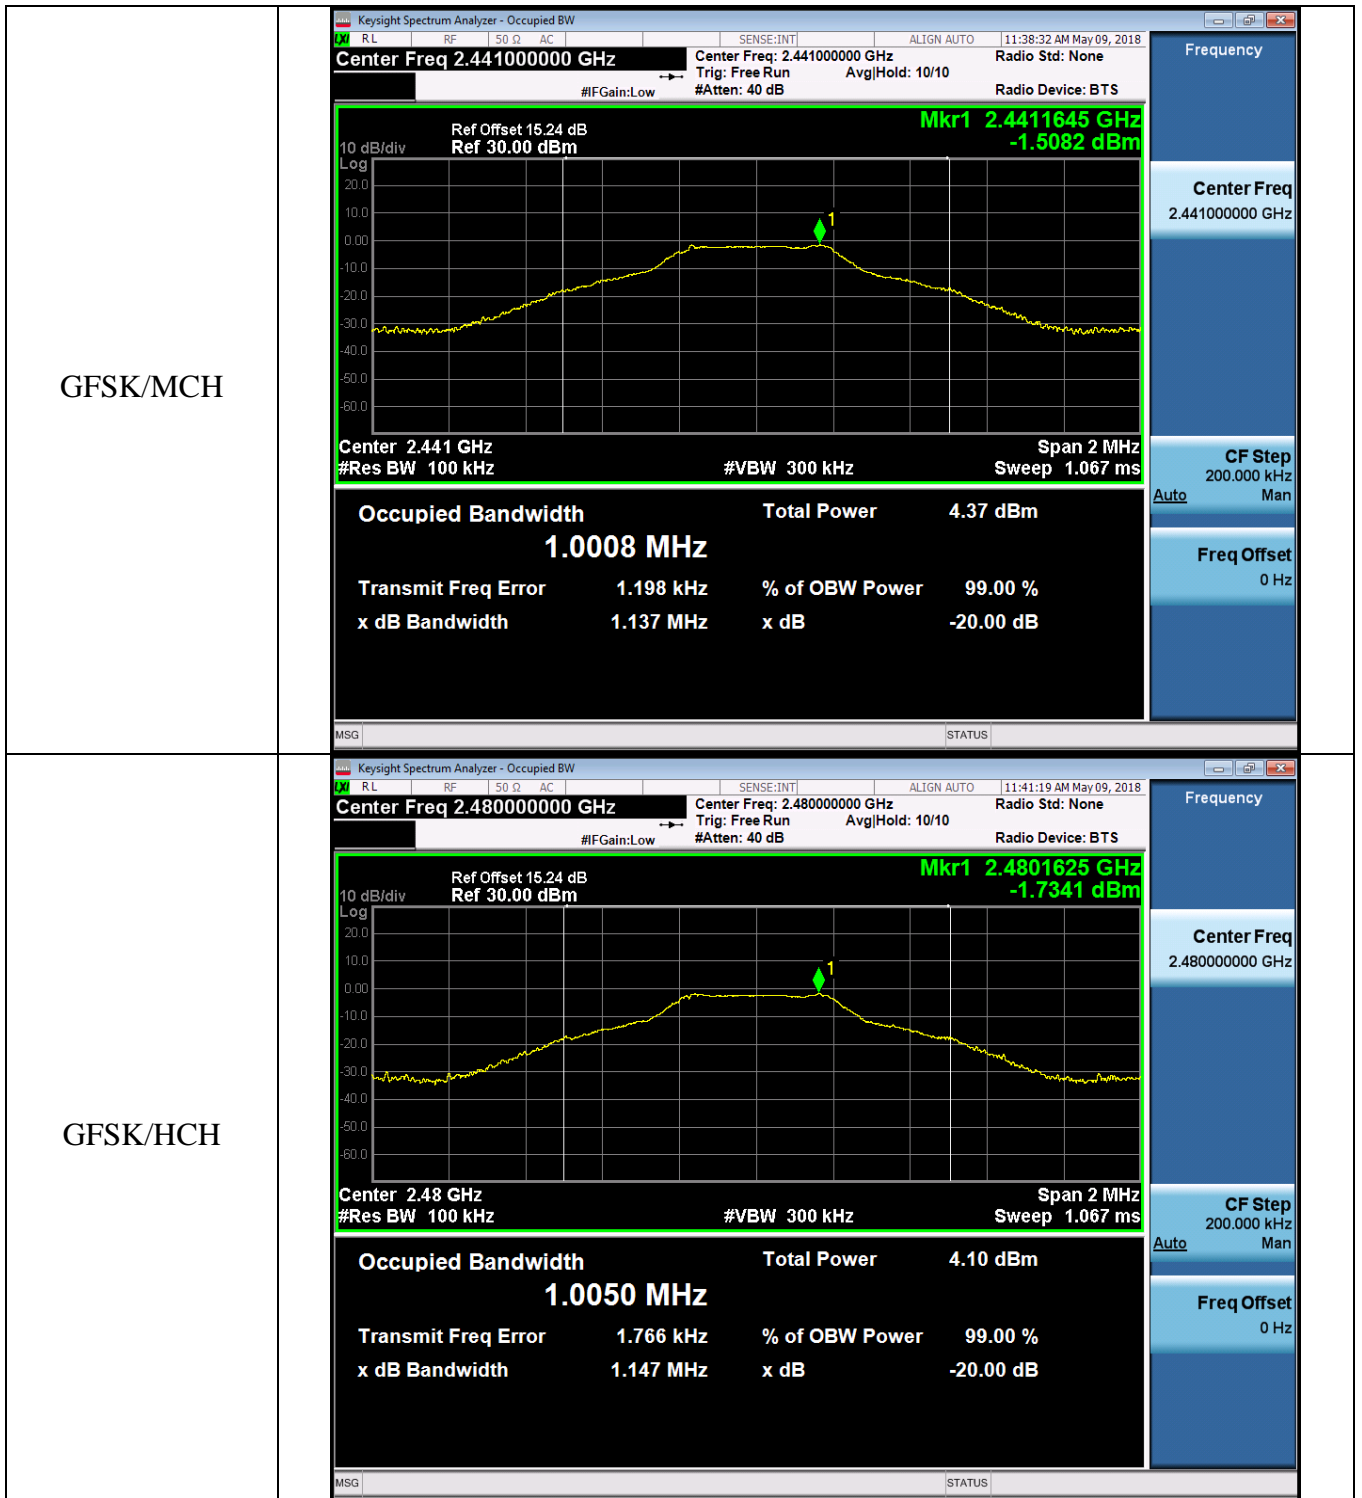 GFSK/MCH
Keysight Spectrum Analyzer - Occupied BW
LXI RL RF 50 Ω AC SENSE:INT ALIGN AUTO 11:38:32 AM May 09, 2018
Center Freq 2.441000000 GHz
Center Freq: 2.441000000 GHz Radio Std: None
Trig: Free Run Avg|Hold: 10/10
#IFGain:Low #Atten: 40 dB Radio Device: BTS
Mkr1 2.4411645 GHz
-1.5082 dBm
Ref Offset 15.24 dB
10 dB/div Ref 30.00 dBm
Log
20.0
10.0
0.00
-10.0
-20.0
-30.0
-40.0
-50.0
-60.0
1
Center 2.441 GHz Span 2 MHz
#Res BW 100 kHz #VBW 300 kHz Sweep 1.067 ms
Occupied Bandwidth Total Power 4.37 dBm
1.0008 MHz
Transmit Freq Error 1.198 kHz % of OBW Power 99.00 %
x dB Bandwidth 1.137 MHz x dB -20.00 dB
MSG STATUS
Frequency
Center Freq
2.441000000 GHz
CF Step
200.000 kHz
Auto Man
Freq Offset
0 Hz
GFSK/HCH
Keysight Spectrum Analyzer - Occupied BW
LXI RL RF 50 Ω AC SENSE:INT ALIGN AUTO 11:41:19 AM May 09, 2018
Center Freq 2.480000000 GHz
Center Freq: 2.480000000 GHz Radio Std: None
Trig: Free Run Avg|Hold: 10/10
#IFGain:Low #Atten: 40 dB Radio Device: BTS
Mkr1 2.4801625 GHz
-1.7341 dBm
Ref Offset 15.24 dB
10 dB/div Ref 30.00 dBm
Log
20.0
10.0
0.00
-10.0
-20.0
-30.0
-40.0
-50.0
-60.0
1
Center 2.48 GHz Span 2 MHz
#Res BW 100 kHz #VBW 300 kHz Sweep 1.067 ms
Occupied Bandwidth Total Power 4.10 dBm
1.0050 MHz
Transmit Freq Error 1.766 kHz % of OBW Power 99.00 %
x dB Bandwidth 1.147 MHz x dB -20.00 dB
MSG STATUS
Frequency
Center Freq
2.480000000 GHz
CF Step
200.000 kHz
Auto Man
Freq Offset
0 Hz